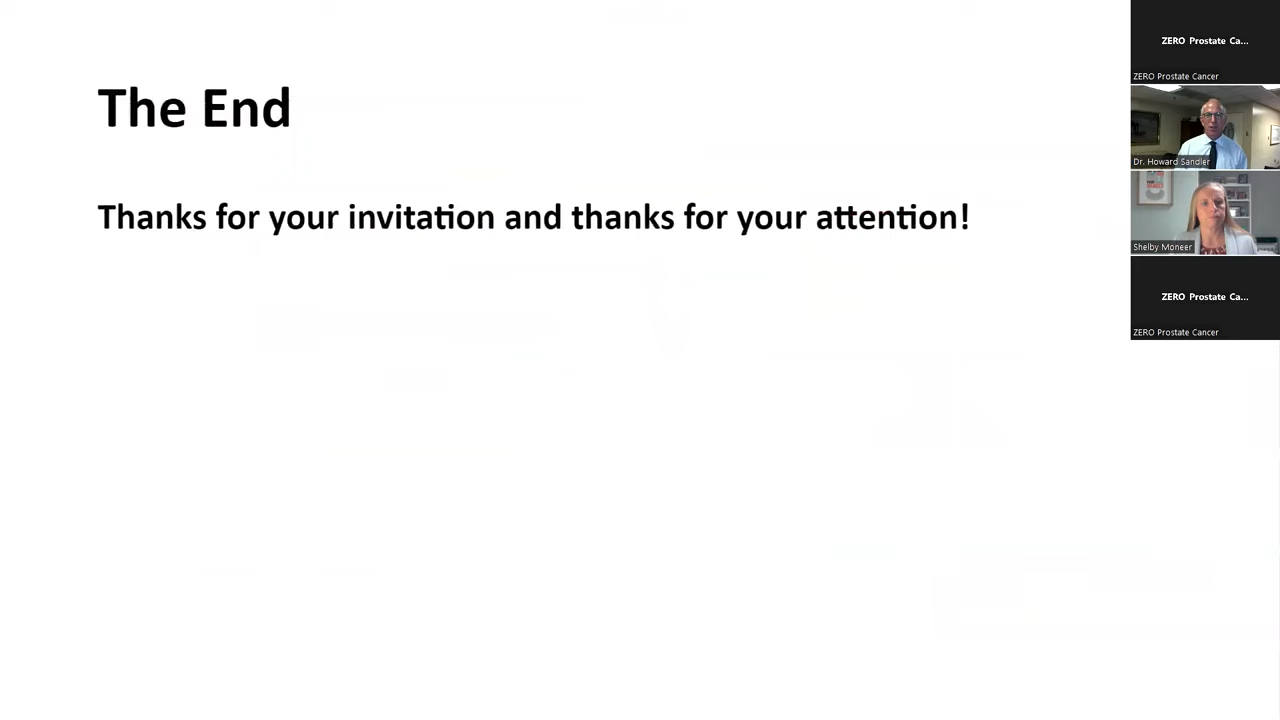 The End
Thanks for your invitation and thanks for your attention!
ZERO Prostate Ca...
ZERO Prostate Cancer
Dr. Howard Sandler
Shelby Moneer
ZERO Prostate Ca...
ZERO Prostate Cancer